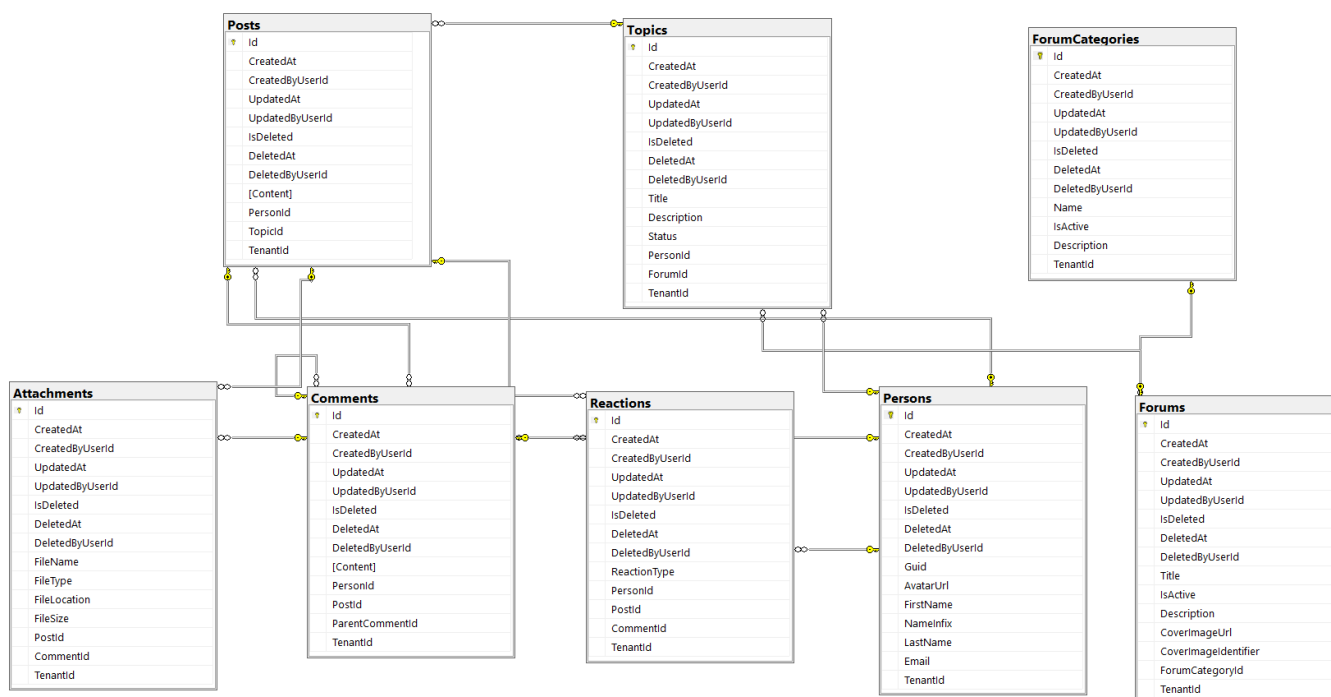 Posts
Id
CreatedAt
CreatedByUserId
UpdatedAt
UpdatedByUserId
IsDeleted
DeletedAt
DeletedByUserId
[Content]
PersonId
TopicId
TenantId
Topics
Id
CreatedAt
CreatedByUserId
UpdatedAt
UpdatedByUserId
IsDeleted
DeletedAt
DeletedByUserId
Title
Description
Status
PersonId
ForumId
TenantId
ForumCategories
Id
CreatedAt
CreatedByUserId
UpdatedAt
UpdatedByUserId
IsDeleted
DeletedAt
DeletedByUserId
Name
IsActive
Description
TenantId
Attachments
Id
CreatedAt
CreatedByUserId
UpdatedAt
UpdatedByUserId
IsDeleted
DeletedAt
DeletedByUserId
FileName
FileType
FileLocation
FileSize
PostId
CommentId
TenantId
Comments
Id
CreatedAt
CreatedByUserId
UpdatedAt
UpdatedByUserId
IsDeleted
DeletedAt
DeletedByUserId
[Content]
PersonId
PostId
ParentCommentId
TenantId
Reactions
Id
CreatedAt
CreatedByUserId
UpdatedAt
UpdatedByUserId
IsDeleted
DeletedAt
DeletedByUserId
ReactionType
PersonId
PostId
CommentId
TenantId
Persons
Id
CreatedAt
CreatedByUserId
UpdatedAt
UpdatedByUserId
IsDeleted
DeletedAt
DeletedByUserId
Guid
AvatarUrl
FirstName
NameInfix
LastName
Email
TenantId
Forums
Id
CreatedAt
CreatedByUserId
UpdatedAt
UpdatedByUserId
IsDeleted
DeletedAt
DeletedByUserId
Title
IsActive
Description
CoverImageUrl
CoverImageIdentifier
ForumCategoryId
TenantId